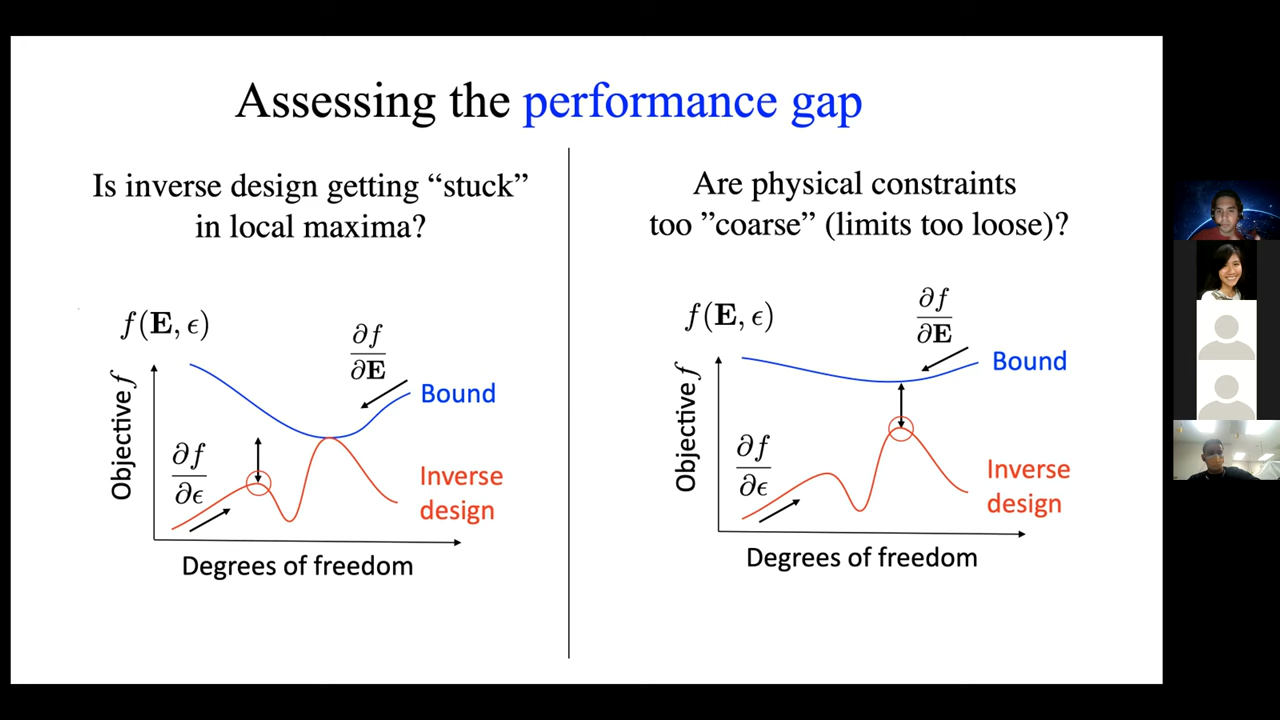 Assessing the performance gap
Is inverse design getting “stuck”
in local maxima?
f(E, ϵ)
∂f
∂E
Bound
Objective f
∂f
∂ϵ
Inverse
design
Degrees of freedom
Are physical constraints
too ”coarse” (limits too loose)?
f(E, ϵ)
∂f
∂E
Bound
Objective f
∂f
∂ϵ
Inverse
design
Degrees of freedom